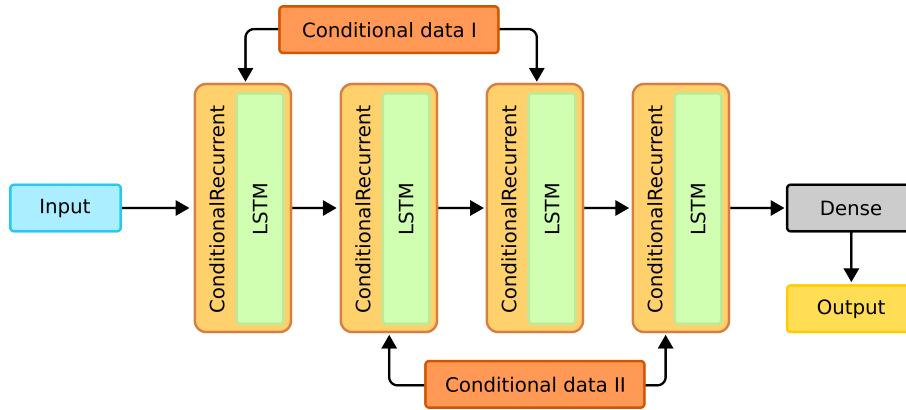 Conditional data I
Input
ConditionalRecurrent
LSTM
ConditionalRecurrent
LSTM
ConditionalRecurrent
LSTM
ConditionalRecurrent
LSTM
Dense
Output
Conditional data II